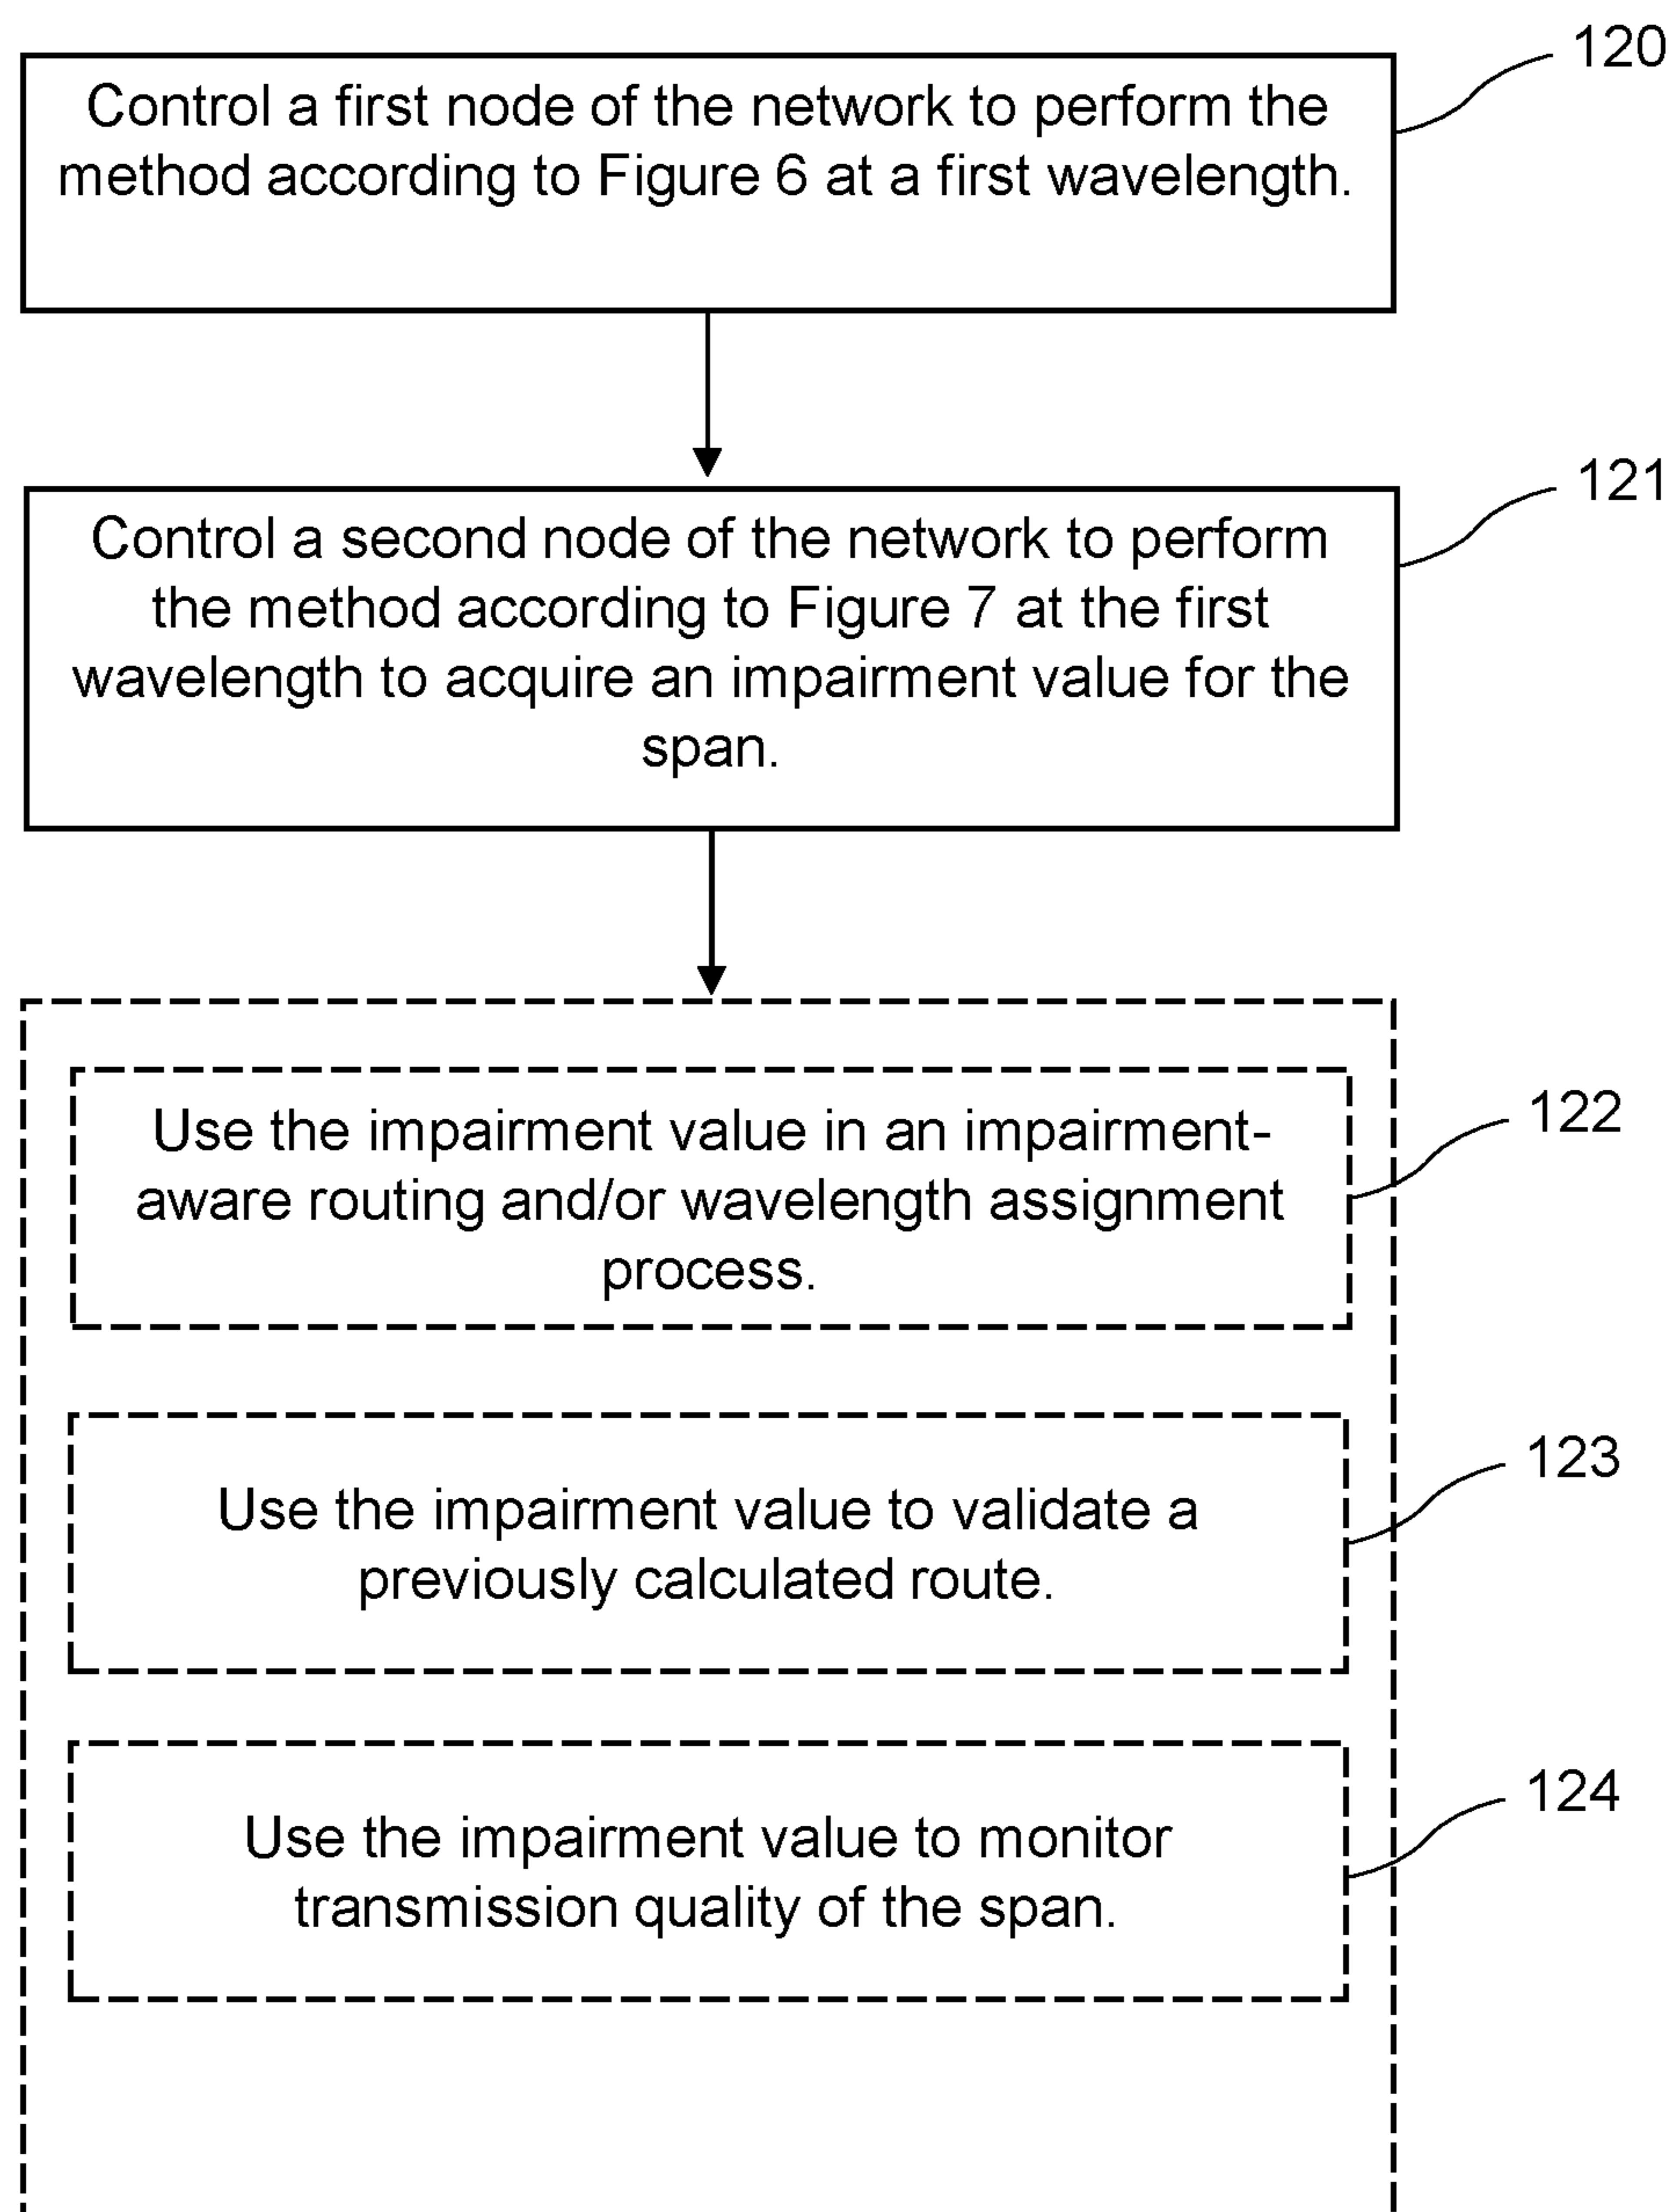 120
Control a first node of the network to perform the
method according to Figure 6 at a first wavelength.
121
Control a second node of the network to perform
the method according to Figure 7 at the first
wavelength to acquire an impairment value for the
span.
122
Use the impairment value in an impairment-
aware routing and/or wavelength assignment
process.
123
Use the impairment value to validate a
previously calculated route.
124
Use the impairment value to monitor
transmission quality of the span.